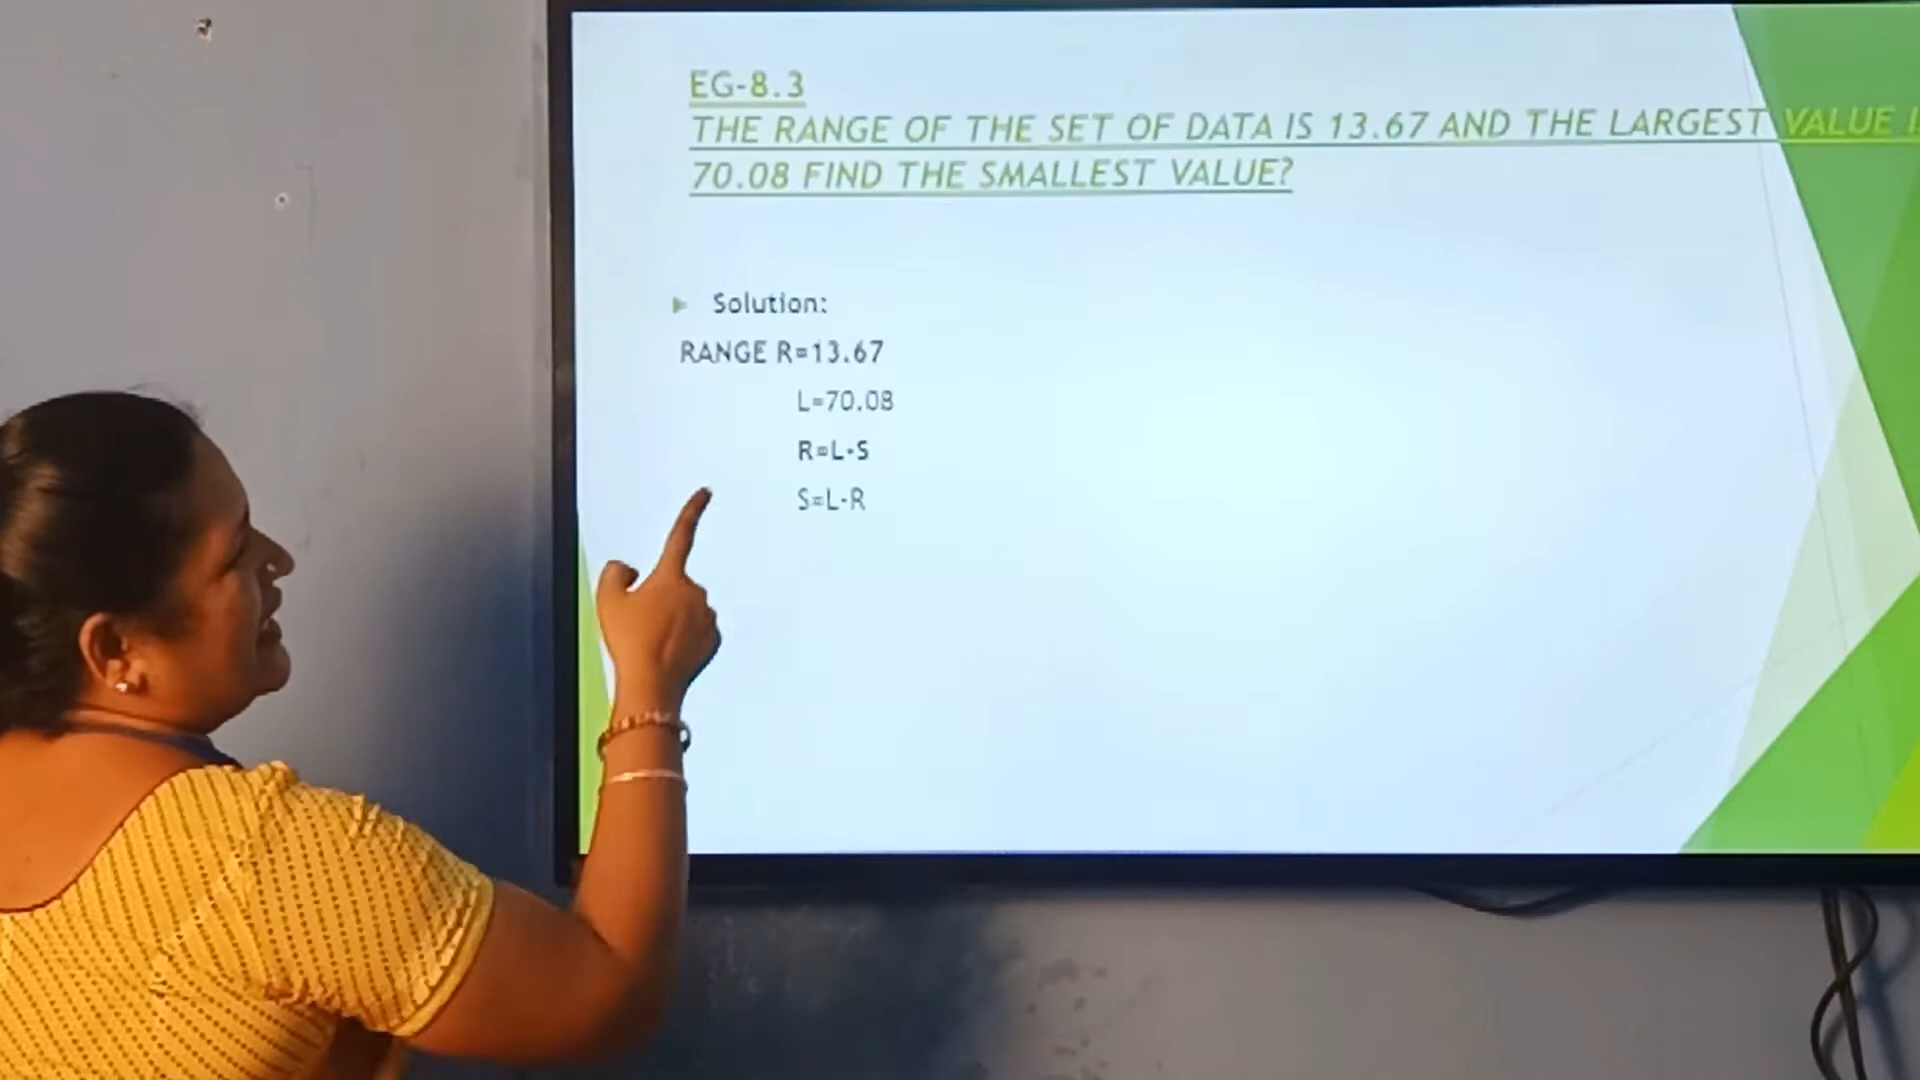 EG-8.3
THE RANGE OF THE SET OF DATA IS 13.67 AND THE LARGEST VALUE
70.08 FIND THE SMALLEST VALUE?
Solution:
RANGE R=13.67
L=70.08
R=L-S
S=L-R